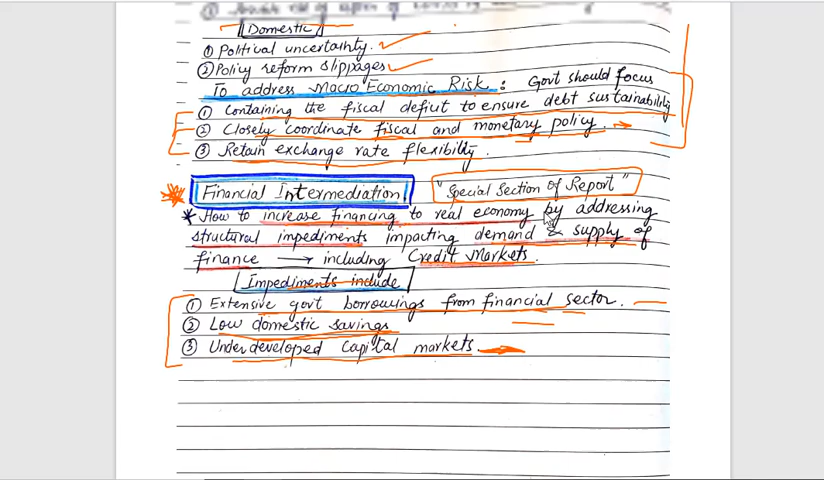 Domestic
① Political uncertainty.
② Policy reform slippages
To address Macro Economic Risk : Govt should focus
① Containing the fiscal deficit to ensure debt sustainability
② Closely coordinate fiscal and monetary policy.
③ Retain exchange rate flexibility.
Financial Intermediation "Special Section of Report"
* How to increase financing to real economy by addressing
structural impediments impacting demand & supply of
finance → including Credit Markets.
Impediments include
① Extensive govt borrowings from financial sector.
② Low domestic savings
③ Underdeveloped Capital markets.